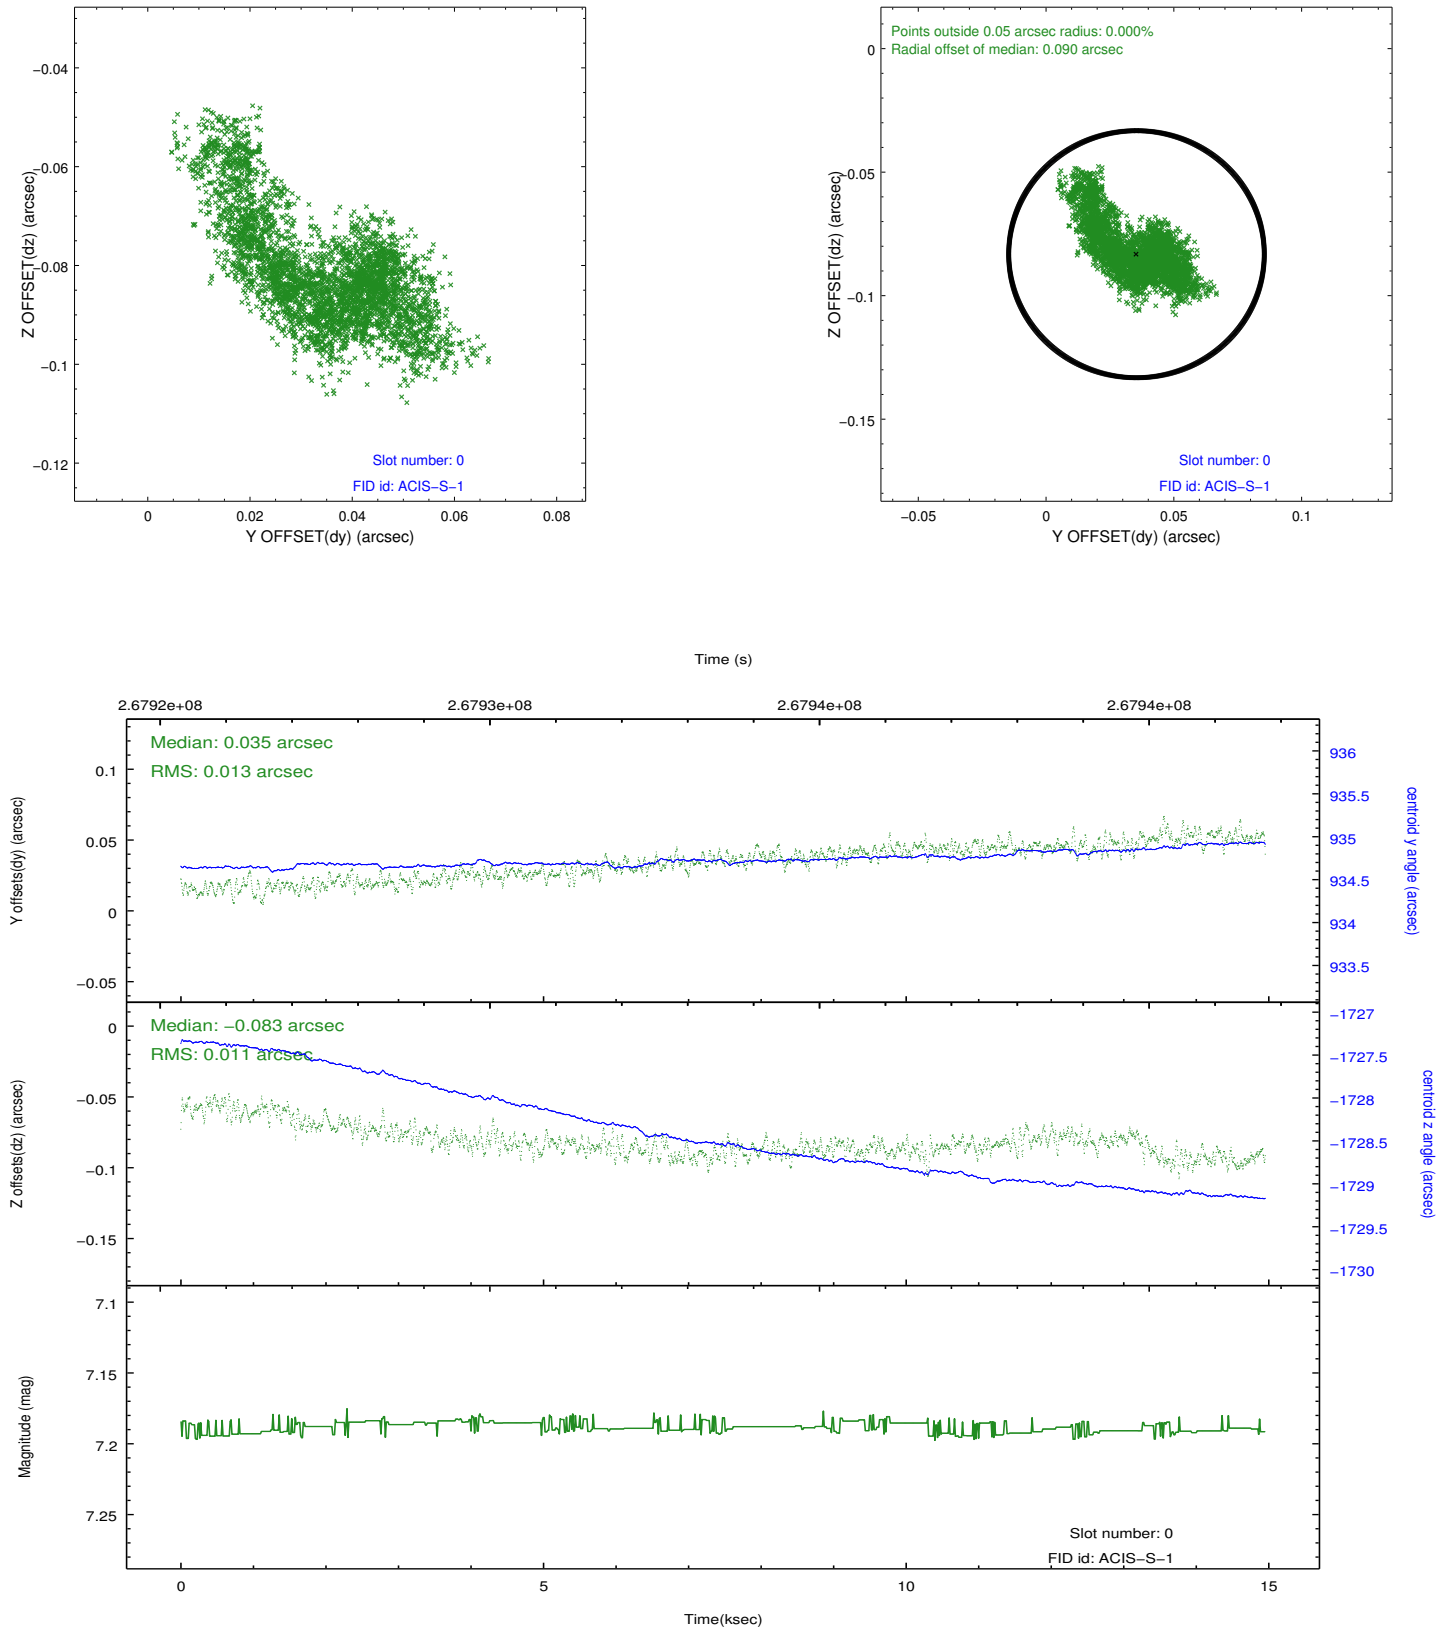 −0.04
−0.06
−0.08
−0.1
−0.12
Z OFFSET(dz) (arcsec)
Slot number: 0
FID id: ACIS−S−1
0 0.02 0.04 0.06 0.08
Y OFFSET(dy) (arcsec)
Points outside 0.05 arcsec radius: 0.000%
Radial offset of median: 0.090 arcsec
0
−0.05
−0.1
−0.15
Z OFFSET(dz) (arcsec)
Slot number: 0
FID id: ACIS−S−1
−0.05 0 0.05 0.1
Y OFFSET(dy) (arcsec)
Time (s)
2.6792e+08 2.6793e+08 2.6794e+08 2.6794e+08
Median: 0.035 arcsec
RMS: 0.013 arcsec
0.1
0.05
0
−0.05
Y offsets(dy) (arcsec)
936
935.5
935
934.5
934
933.5
centroid y angle (arcsec)
Median: −0.083 arcsec
RMS: 0.011 arcsec
0
−0.05
−0.1
−0.15
Z offsets(dz) (arcsec)
−1727
−1727.5
−1728
−1728.5
−1729
−1729.5
−1730
centroid z angle (arcsec)
7.1
7.15
7.2
7.25
Magnitude (mag)
Slot number: 0
FID id: ACIS−S−1
0 5 10 15
Time(ksec)